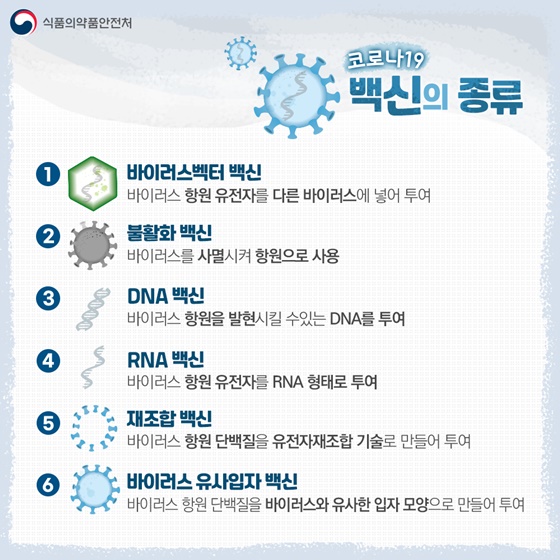 식품의약품안전처
코로나19
백신의 종류
1 바이러스벡터 백신
바이러스 항원 유전자를 다른 바이러스에 넣어 투여
2 불활화 백신
바이러스를 사멸시켜 항원으로 사용
3 DNA 백신
바이러스 항원을 발현시킬 수있는 DNA를 투여
4 RNA 백신
바이러스 항원 유전자를 RNA 형태로 투여
5 재조합 백신
바이러스 항원 단백질을 유전자재조합 기술로 만들어 투여
6 바이러스 유사입자 백신
바이러스 항원 단백질을 바이러스와 유사한 입자 모양으로 만들어 투여